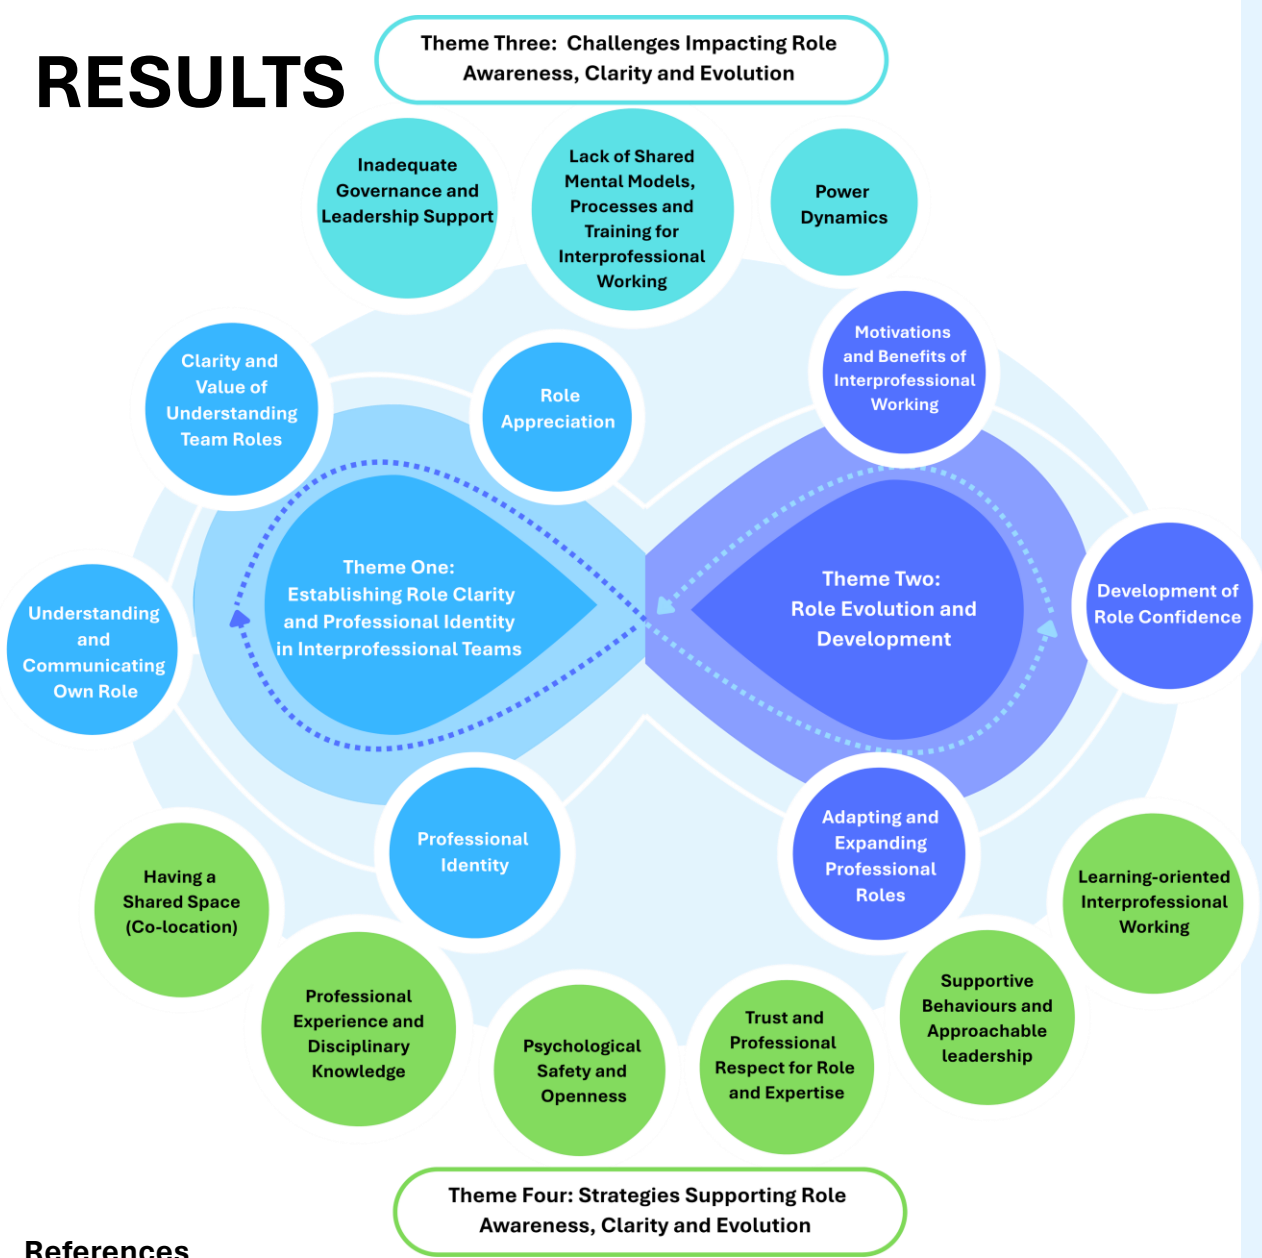 RESULTS
Theme Three: Challenges Impacting Role
Awareness, Clarity and Evolution
Inadequate
Governance and
Leadership Support
Lack of Shared
Mental Models,
Processes and
Training for
Interprofessional
Working
Power
Dynamics
Clarity and
Value of
Understanding
Team Roles
Role
Appreciation
Motivations
and Benefits of
Interprofessional
Working
Understanding
and
Communicating
Own Role
Theme One:
Establishing Role Clarity
and Professional Identity
in Interprofessional Teams
Theme Two:
Role Evolution and
Development
Development of
Role Confidence
Professional
Identity
Adapting and
Expanding
Professional
Roles
Having a
Shared Space
(Co-location)
Professional
Experience and
Disciplinary
Knowledge
Psychological
Safety and
Openness
Trust and
Professional
Respect for Role
and Expertise
Supportive
Behaviours and
Approachable
leadership
Learning-oriented
Interprofessional
Working
Theme Four: Strategies Supporting Role
Awareness, Clarity and Evolution
References